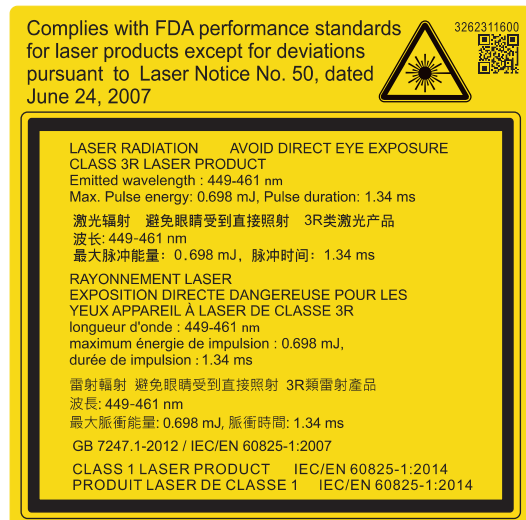 Complies with FDA performance standards
for laser products except for deviations
pursuant to Laser Notice No. 50, dated
June 24, 2007
3262311600
LASER RADIATION AVOID DIRECT EYE EXPOSURE
CLASS 3R LASER PRODUCT
Emitted wavelength : 449-461 nm
Max. Pulse energy: 0.698 mJ, Pulse duration: 1.34 ms
激光辐射 避免眼睛受到直接照射 3R类激光产品
波长: 449-461 nm
最大脉冲能量: 0.698 mJ, 脉冲时间: 1.34 ms
RAYONNEMENT LASER
EXPOSITION DIRECTE DANGEREUSE POUR LES
YEUX APPAREIL À LASER DE CLASSE 3R
longueur d'onde : 449-461 nm
maximum énergie de impulsion : 0.698 mJ,
durée de impulsion : 1.34 ms
雷射輻射 避免眼睛受到直接照射 3R類雷射產品
波長: 449-461 nm
最大脈衝能量: 0.698 mJ, 脈衝時間: 1.34 ms
GB 7247.1-2012 / IEC/EN 60825-1:2007
CLASS 1 LASER PRODUCT IEC/EN 60825-1:2014
PRODUIT LASER DE CLASSE 1 IEC/EN 60825-1:2014